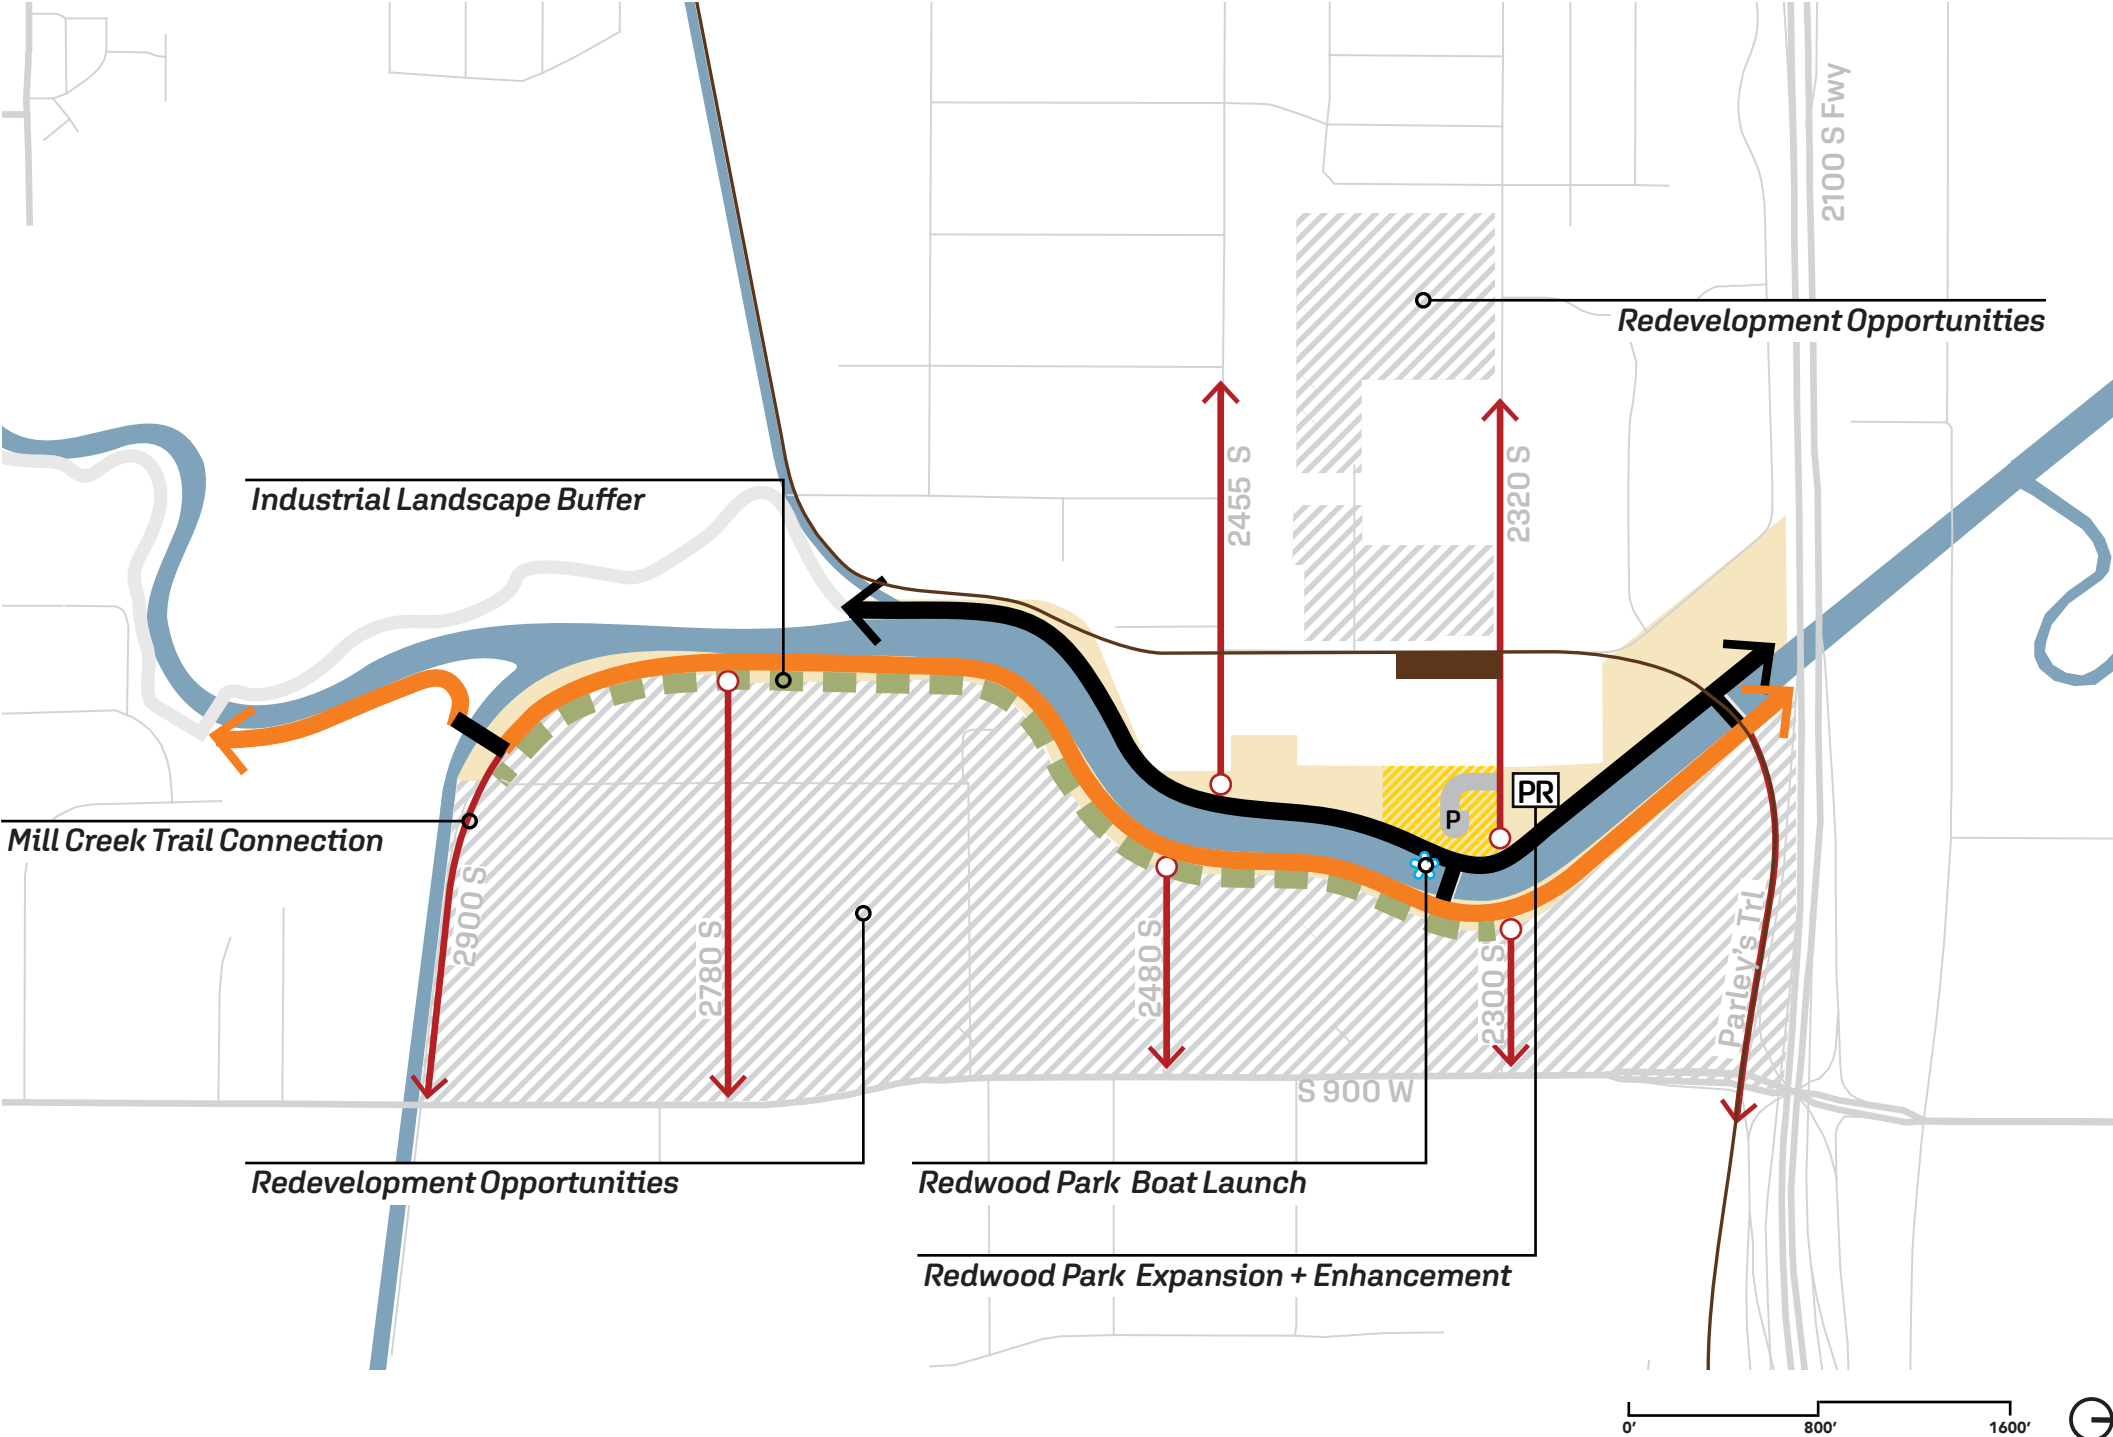 2100 S Fwy
Redevelopment Opportunities
Industrial Landscape Buffer
2455 S
2320 S
PR
P
Mill Creek Trail Connection
2900 S
2780 S
2480 S
2300 S
Parley's Trl
S 900 W
Redevelopment Opportunities
Redwood Park Boat Launch
Redwood Park Expansion + Enhancement
0' 800' 1600'